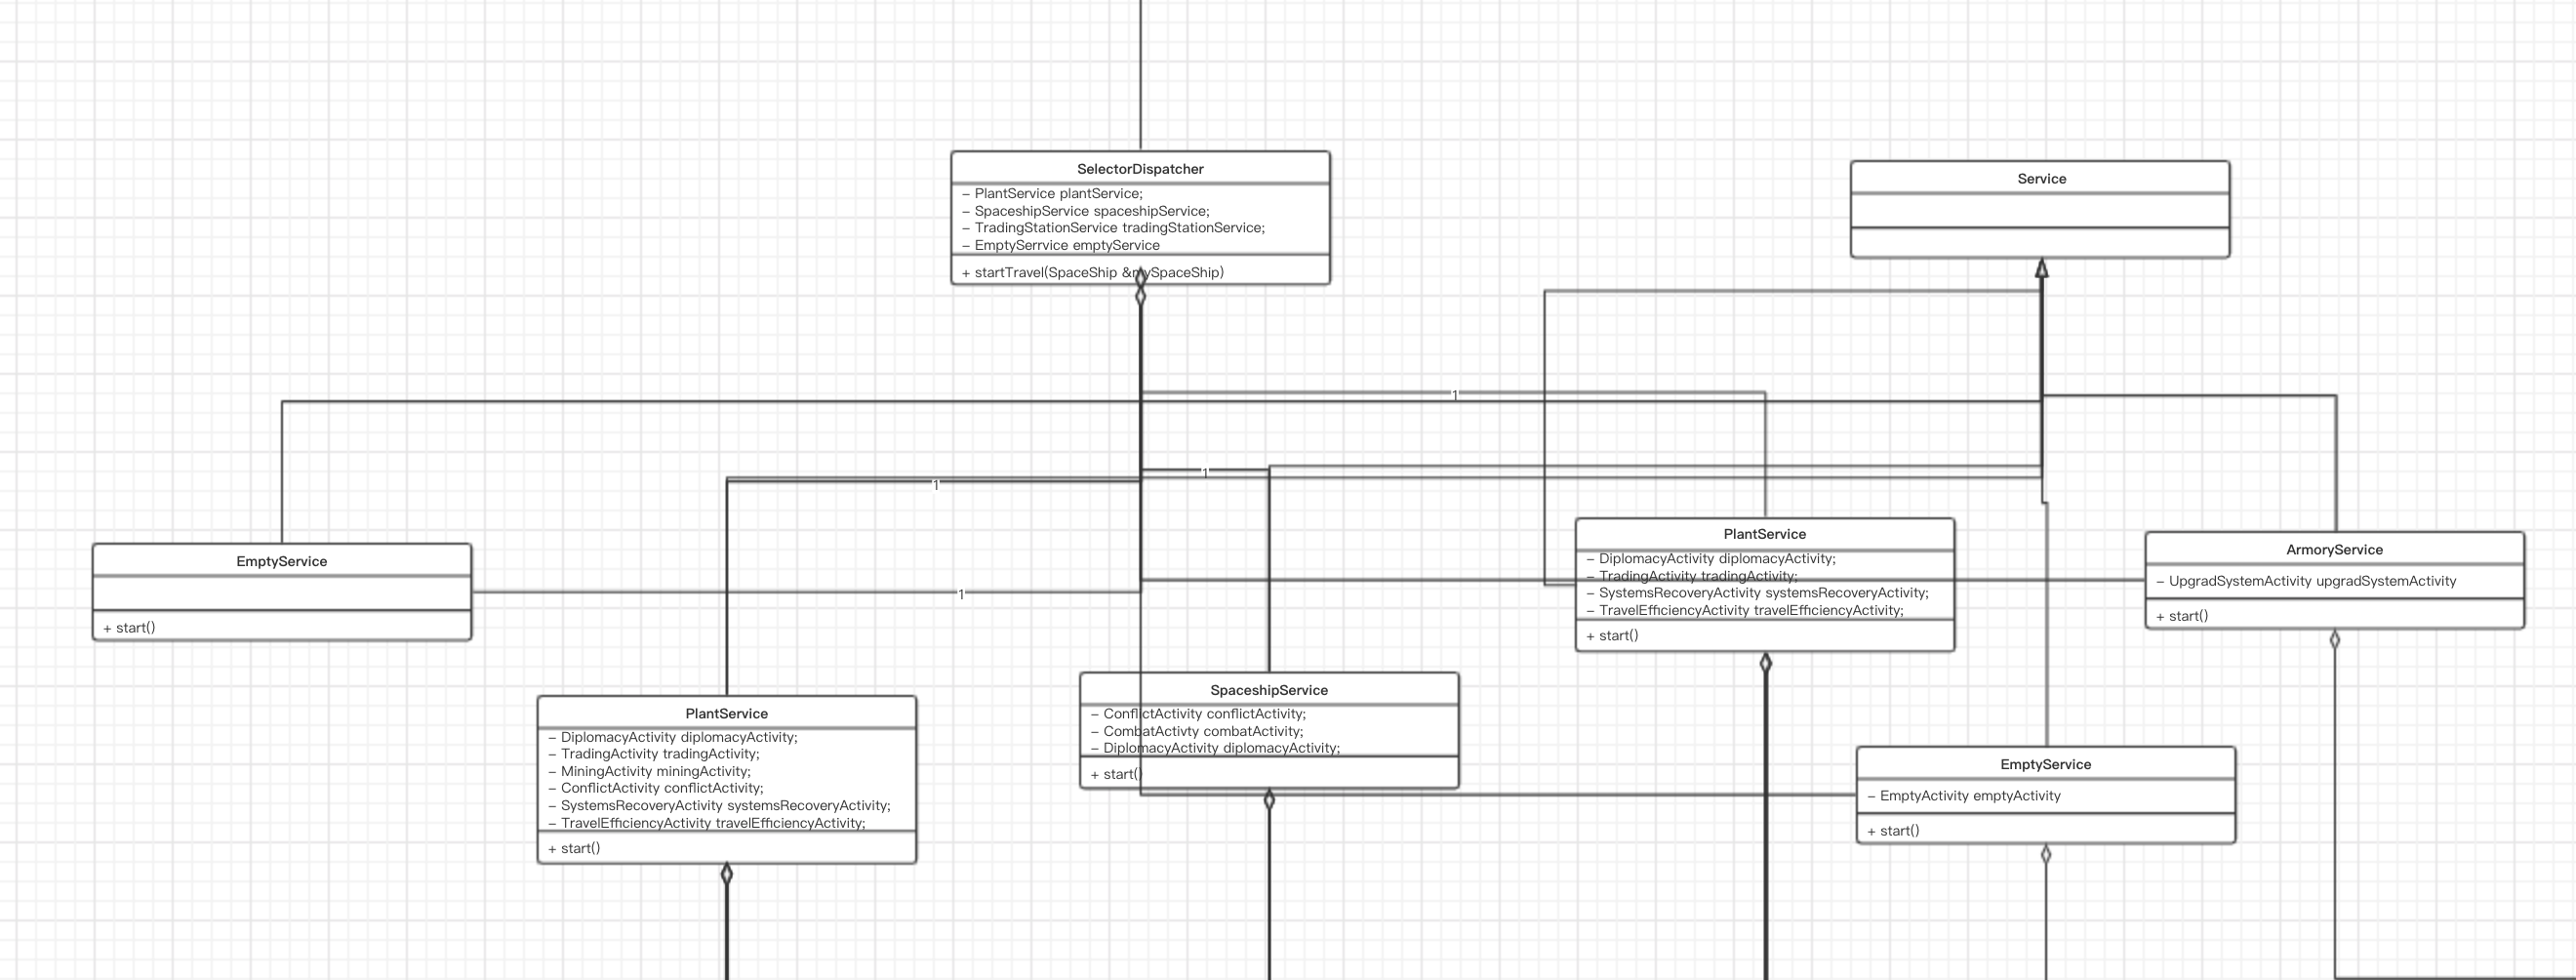 SelectorDispatcher
– PlantService plantService;
– SpaceshipService spaceshipService;
– TradingStationService tradingStationService;
– EmptySerrvice emptyService
+ startTravel(SpaceShip &mySpaceShip)
Service
1
1
1
1
EmptyService
+ start()
PlantService
– DiplomacyActivity diplomacyActivity;
– TradingActivity tradingActivity;
– SystemsRecoveryActivity systemsRecoveryActivity;
– TravelEfficiencyActivity travelEfficiencyActivity;
+ start()
ArmoryService
– UpgradSystemActivity upgradSystemActivity
+ start()
PlantService
– DiplomacyActivity diplomacyActivity;
– TradingActivity tradingActivity;
– MiningActivity miningActivity;
– ConflictActivity conflictActivity;
– SystemsRecoveryActivity systemsRecoveryActivity;
– TravelEfficiencyActivity travelEfficiencyActivity;
+ start()
SpaceshipService
– ConflictActivity conflictActivity;
– CombatActivty combatActivity;
– DiplomacyActivity diplomacyActivity;
+ start()
EmptyService
– EmptyActivity emptyActivity
+ start()